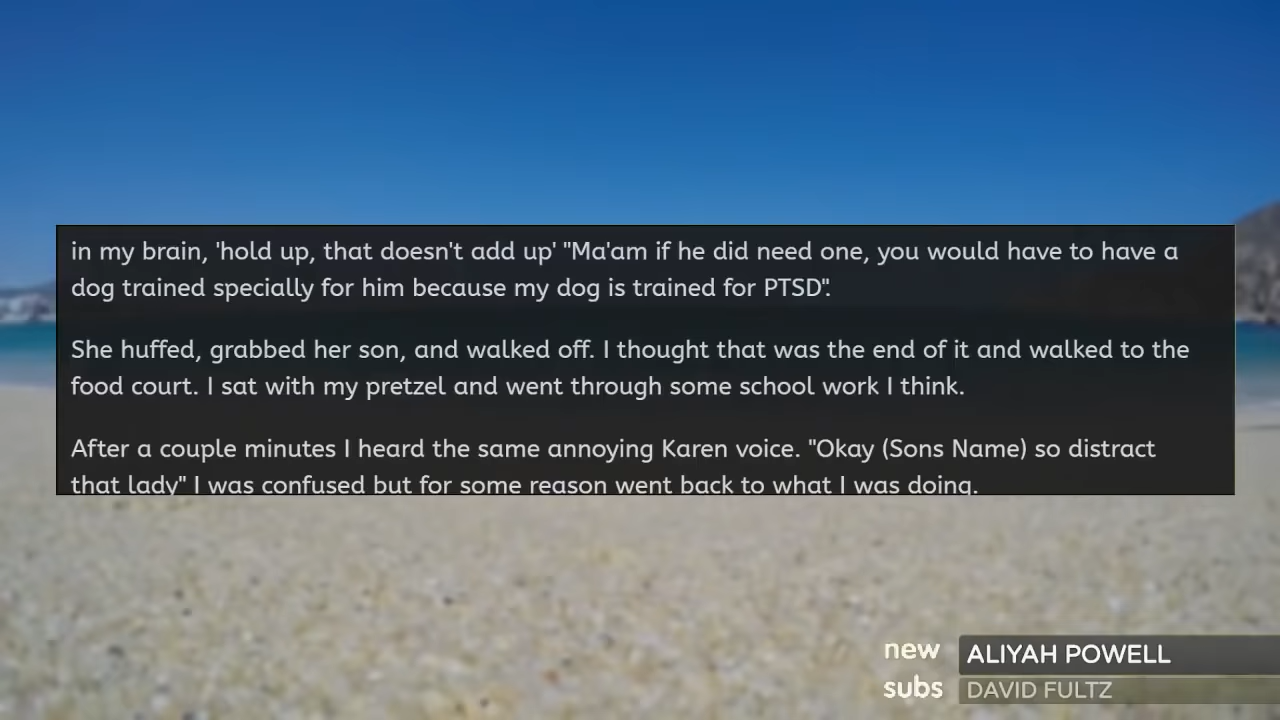 in my brain, 'hold up, that doesn't add up' "Ma'am if he did need one, you would have to have a
dog trained specially for him because my dog is trained for PTSD".
She huffed, grabbed her son, and walked off. I thought that was the end of it and walked to the
food court. I sat with my pretzel and went through some school work I think.
After a couple minutes I heard the same annoying Karen voice. "Okay (Sons Name) so distract
that lady" I was confused but for some reason went back to what I was doing.
new
ALIYAH POWELL
subs
DAVID FULTZ